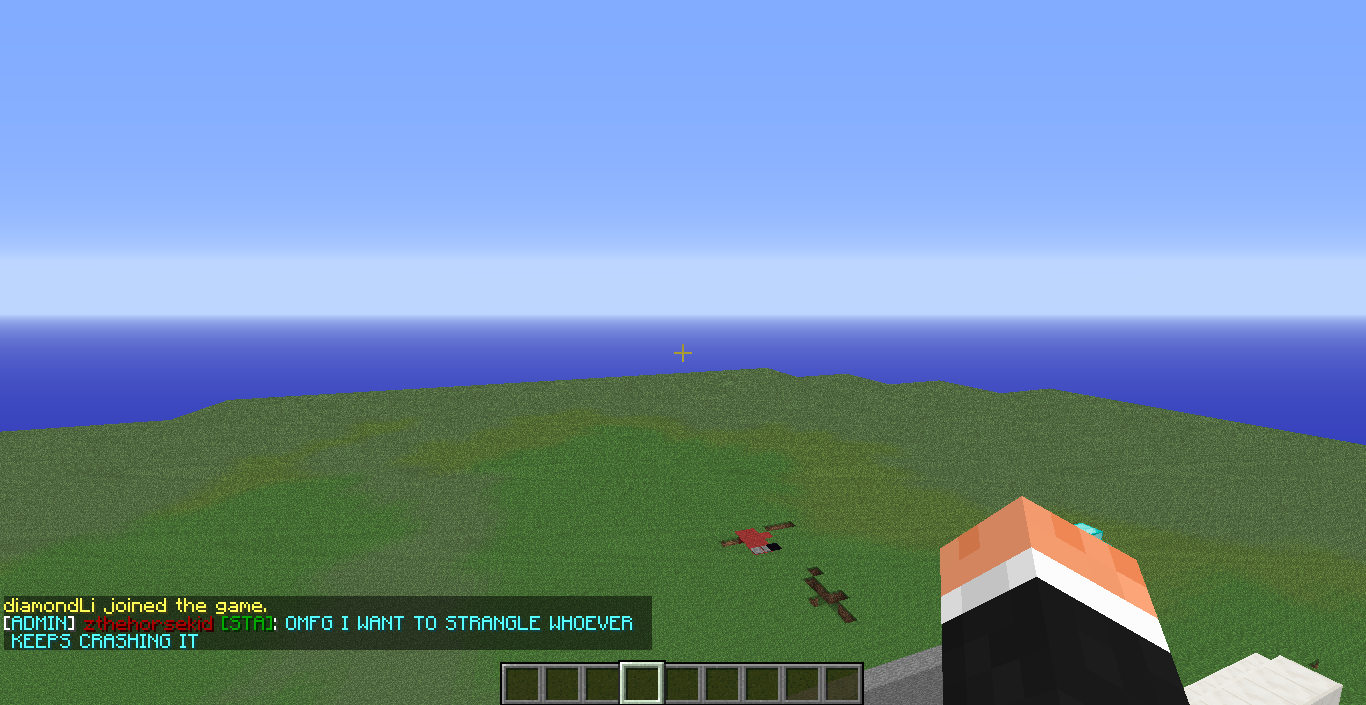 diamondLi joined the game.
[ADMIN] zthehorsekid [STA]: OMFG I WANT TO STRANGLE WHOEVER
KEEPS CRASHING IT